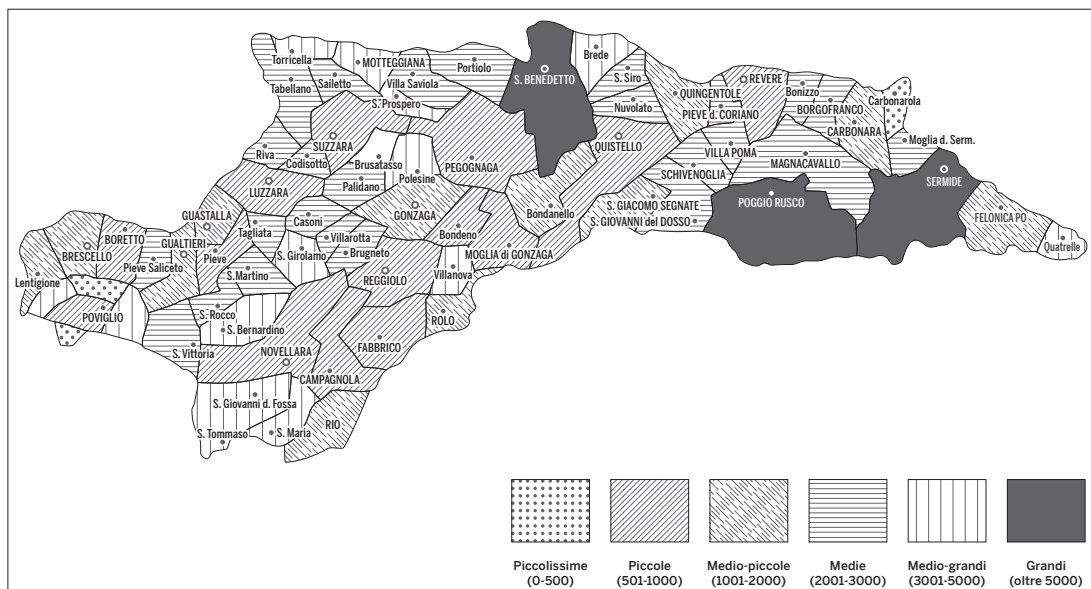 Torricella
MOTTEGGIANA
Brede
S. BENEDETTO
Portiolo
Tabellano
Sailetto
Villa Saviola
S. Siro
QUINGENTOLE
REVERE
Bonizzo
S. Prospero
Nuvolato
PIEVE d. CORIANO
BORGOFRANCO
Carbonarola
CARBONARA
Moglia d. Serm.
SUZZARA
QUISTELLO
Riva
Codisotto
Brusatasso
PEGOGNAGA
VILLA POMA
MAGNACAVALLO
SCHIVENOGLIA
Polesine
SERMIDE
LUZZARA
Palidano
POGGIO RUSCO
S. GIACOMO SEGNATE
GUASTALLA
GONZAGA
Bondanello
S. GIOVANNI del DOSSO
FELONICA PO
Casoni
Bondeno
Tagliata
Villarotta
BORETTO
GUALTIERI
Quatrelle
BRESCELLO
Pieve
S. Girolamo
Brugneto
MOGLIA di GONZAGA
Pieve Saliceto
S.Martino
Villanova
Lentigione
REGGIOLO
POVIGLIO
S. Rocco
ROLO
S. Bernardino
FABBRICO
S. Vittoria
NOVELLARA
CAMPAGNOLA
S. Giovanni d. Fossa
RIO
S. Tommaso
S. Maria
Piccolissime Piccole Medio-piccole Medie Medio-grandi Grandi
(0-500) (501-1000) (1001-2000) (2001-3000) (3001-5000) (oltre 5000)